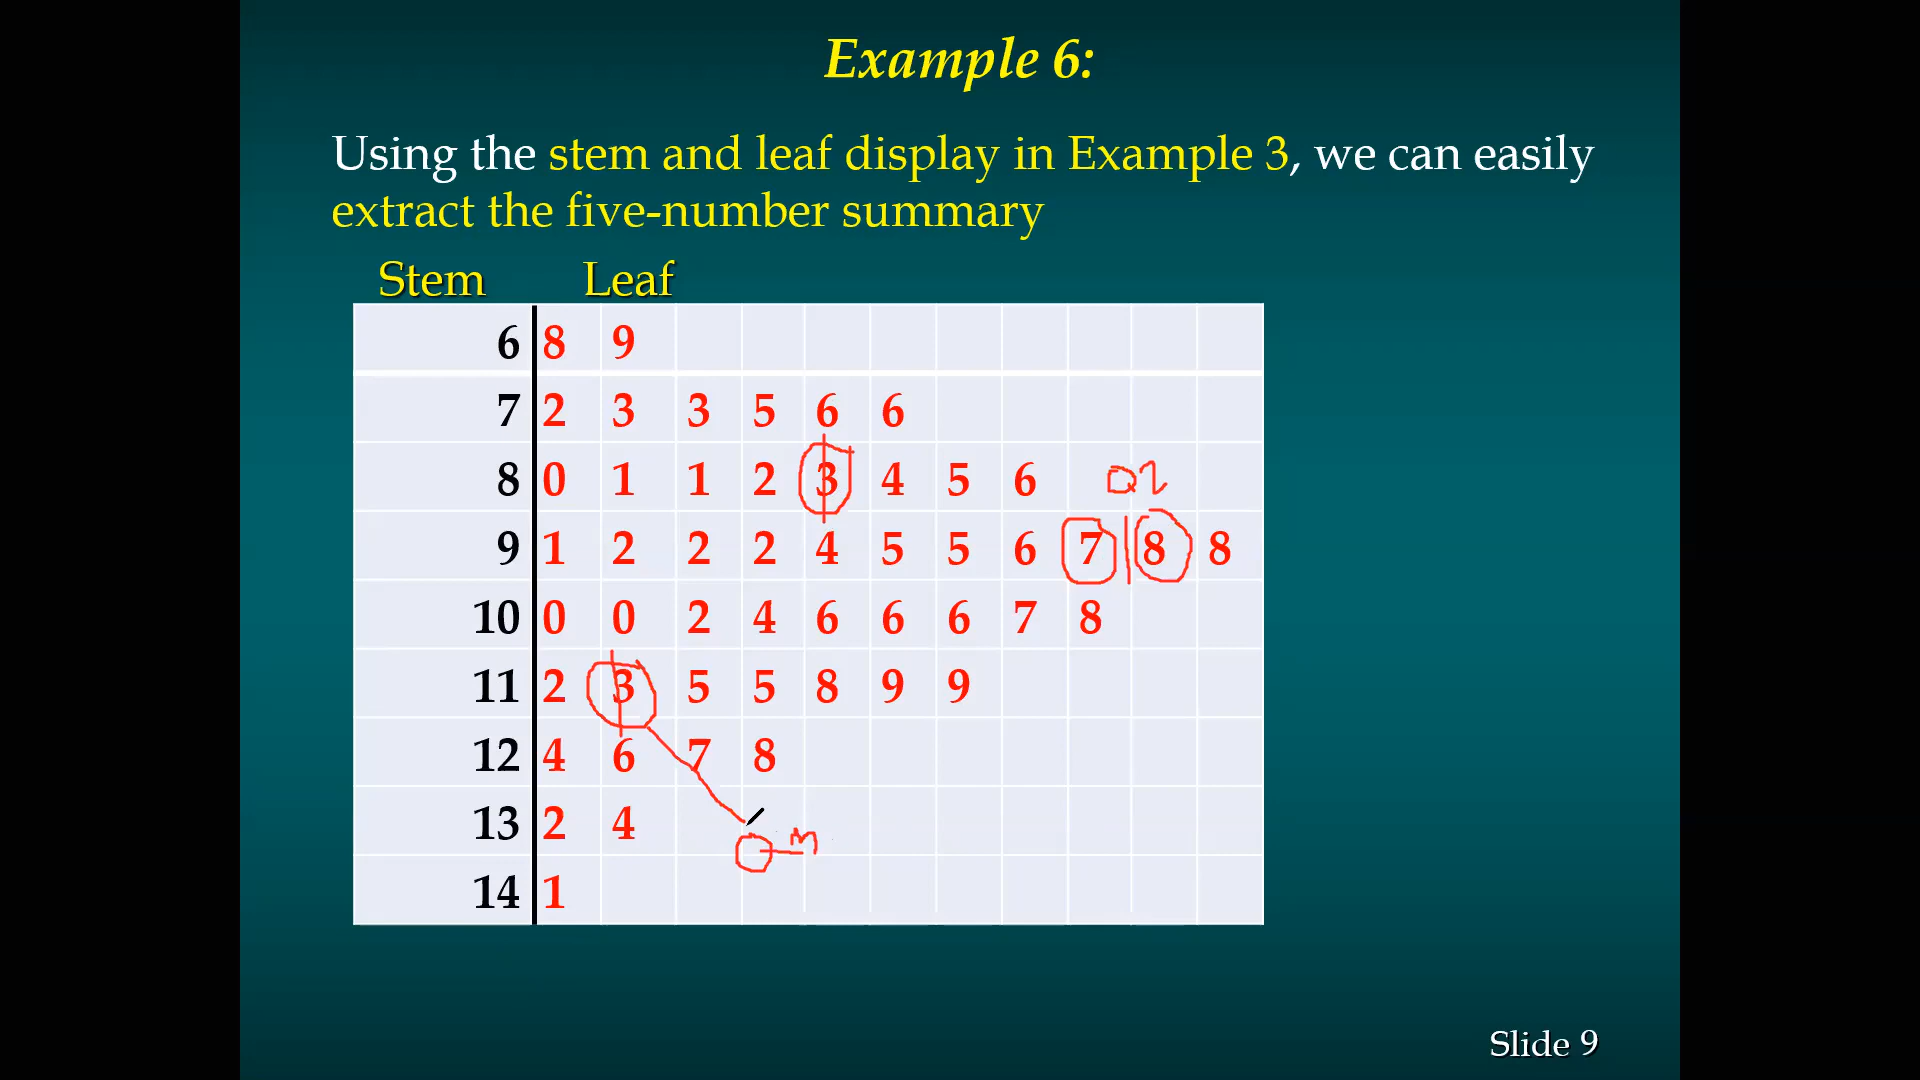 Example 6:
Using the stem and leaf display in Example 3, we can easily
extract the five-number summary
Stem Leaf
6 8 9
7 2 3 3 5 6 6
8 0 1 1 2 3 4 5 6
9 1 2 2 2 4 5 5 6 7 8 8
10 0 0 2 4 6 6 6 7 8
11 2 3 5 5 8 9 9
12 4 6 7 8
13 2 4
14 1
Slide 9